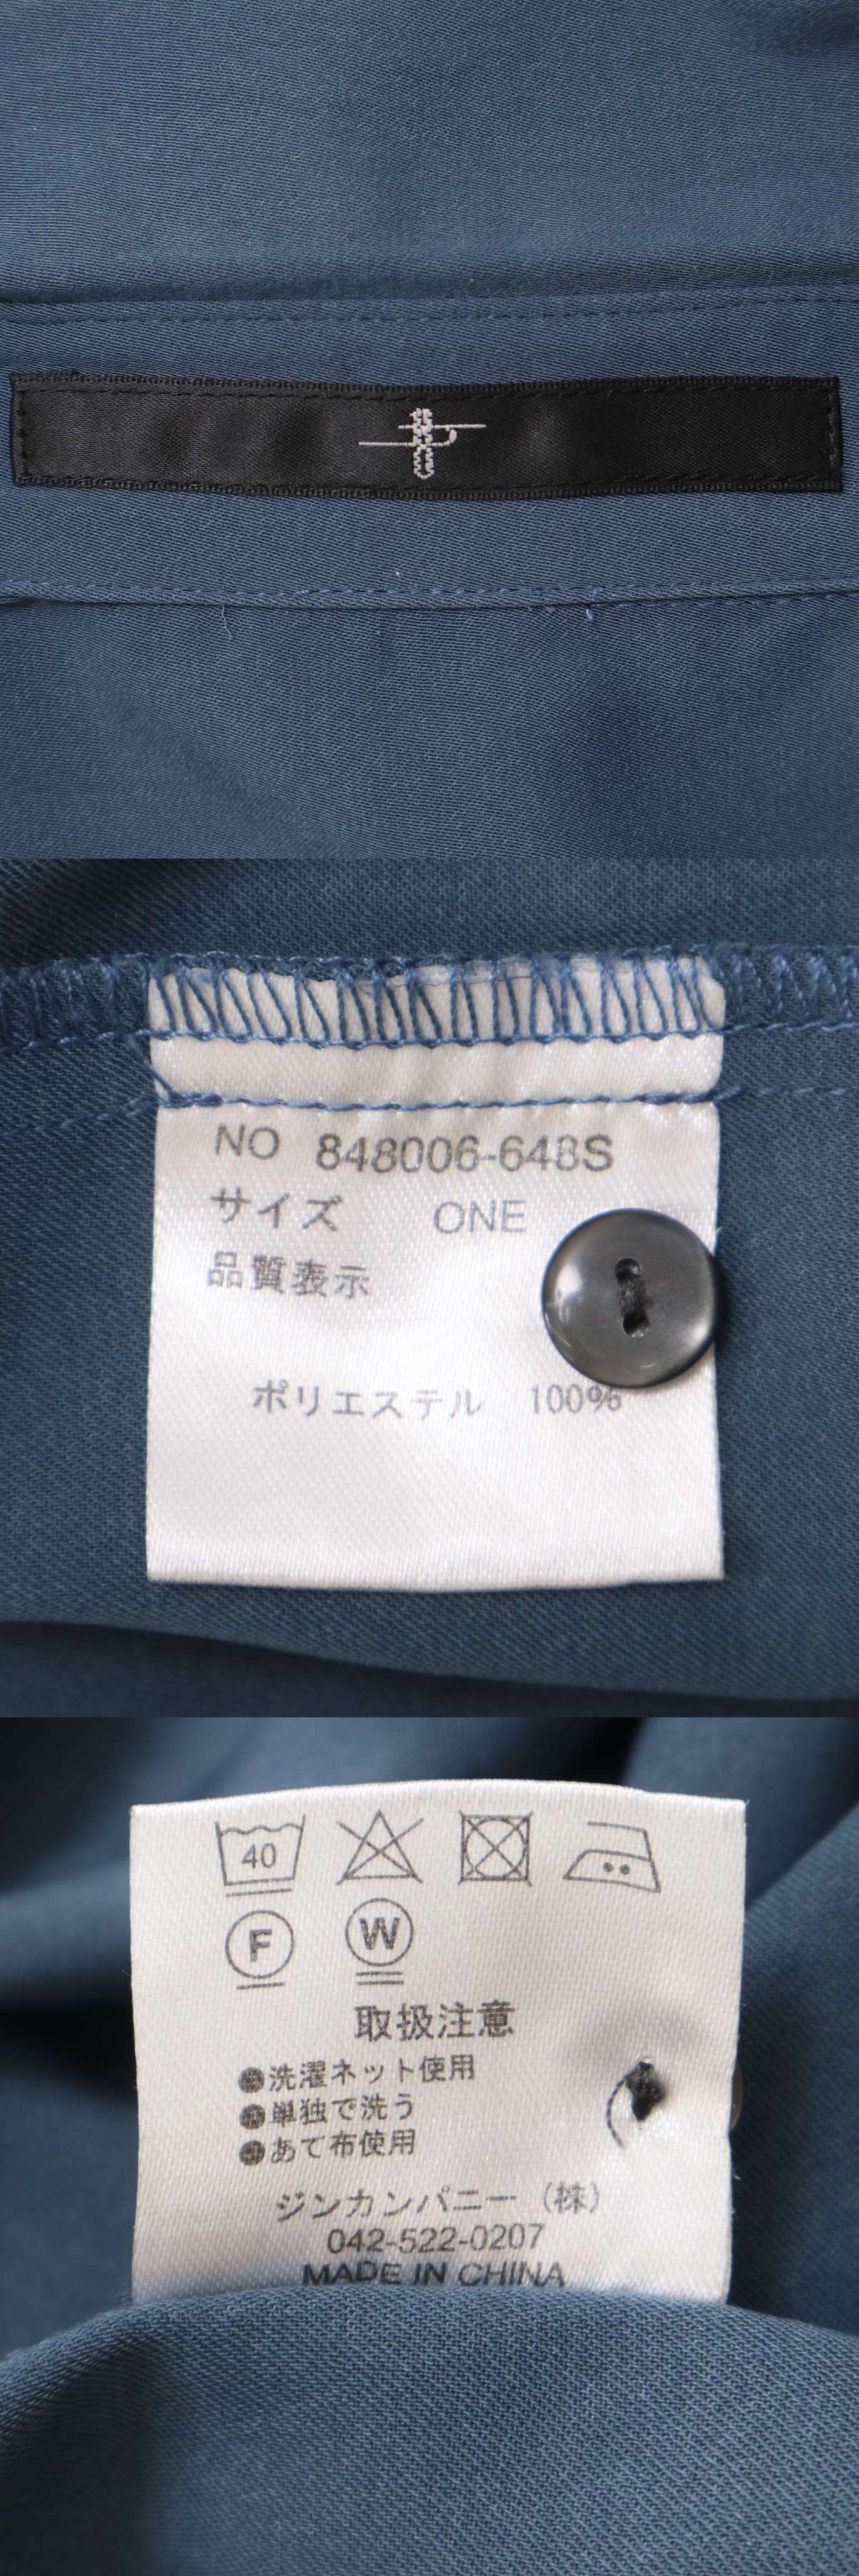 NO 848006-648S
サイズ ONE
品質表示
ポリエステル 100%
40
F W
取扱注意
●洗濯ネット使用
●単独で洗う
●あて布使用
ジンカンパニー(株)
042-522-0207
MADE IN CHINA